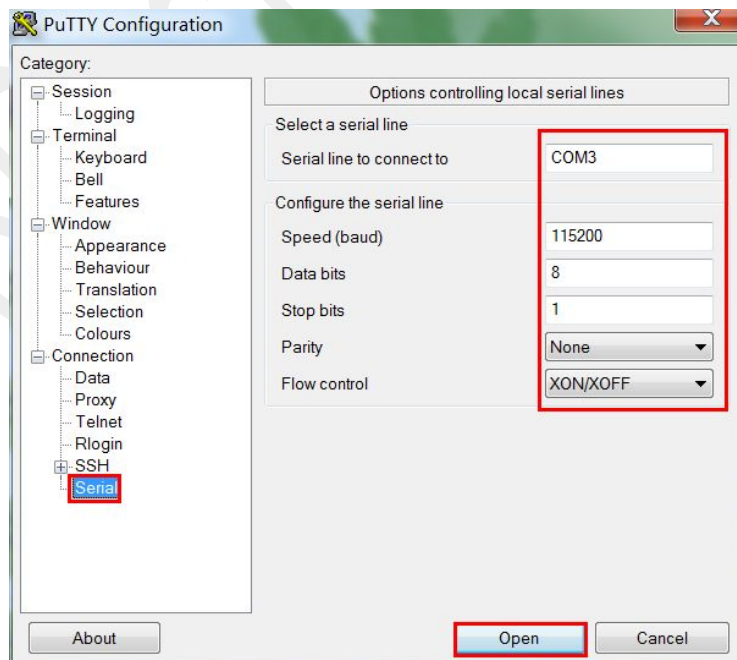 PuTTY Configuration
Category:
Session
Logging
Terminal
Keyboard
Bell
Features
Window
Appearance
Behaviour
Translation
Selection
Colours
Connection
Data
Proxy
Telnet
Rlogin
SSH
Serial
Options controlling local serial lines
Select a serial line
Serial line to connect to COM3
Configure the serial line
Speed (baud) 115200
Data bits 8
Stop bits 1
Parity None
Flow control XON/XOFF
About Open Cancel